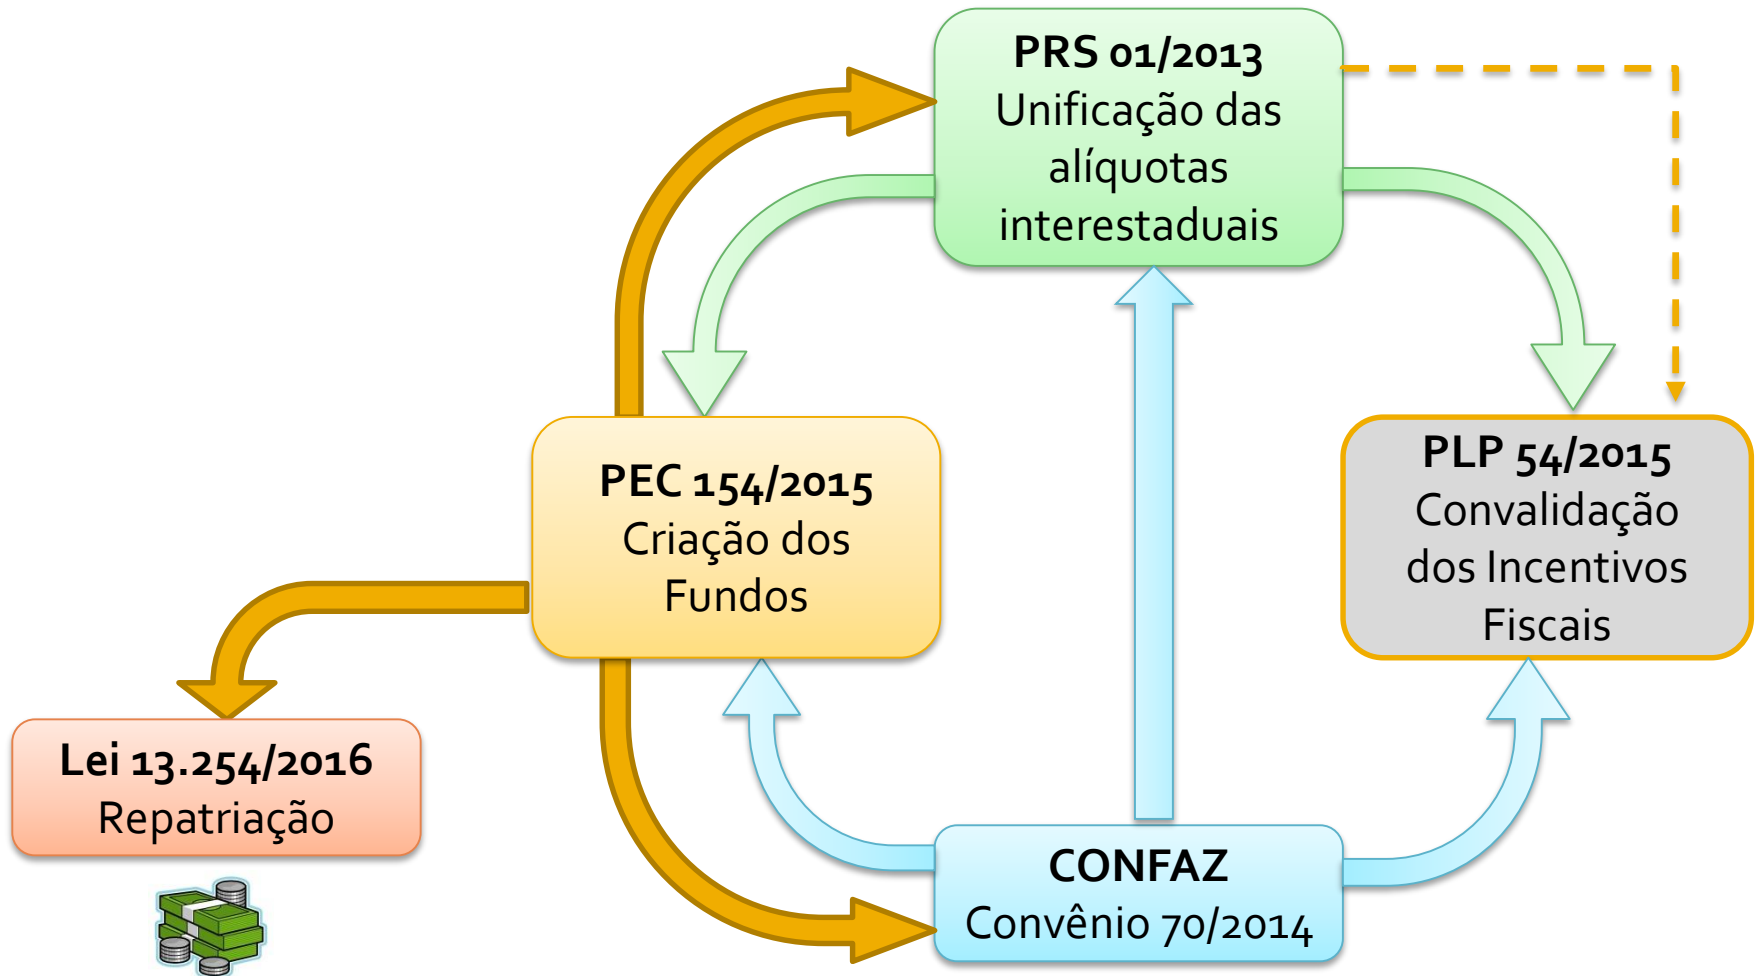 PRS 01/2013
Unificação das
alíquotas
interestaduais
PEC 154/2015
Criação dos
Fundos
PLP 54/2015
Convalidação
dos Incentivos
Fiscais
Lei 13.254/2016
Repatriação
CONFAZ
Convênio 70/2014